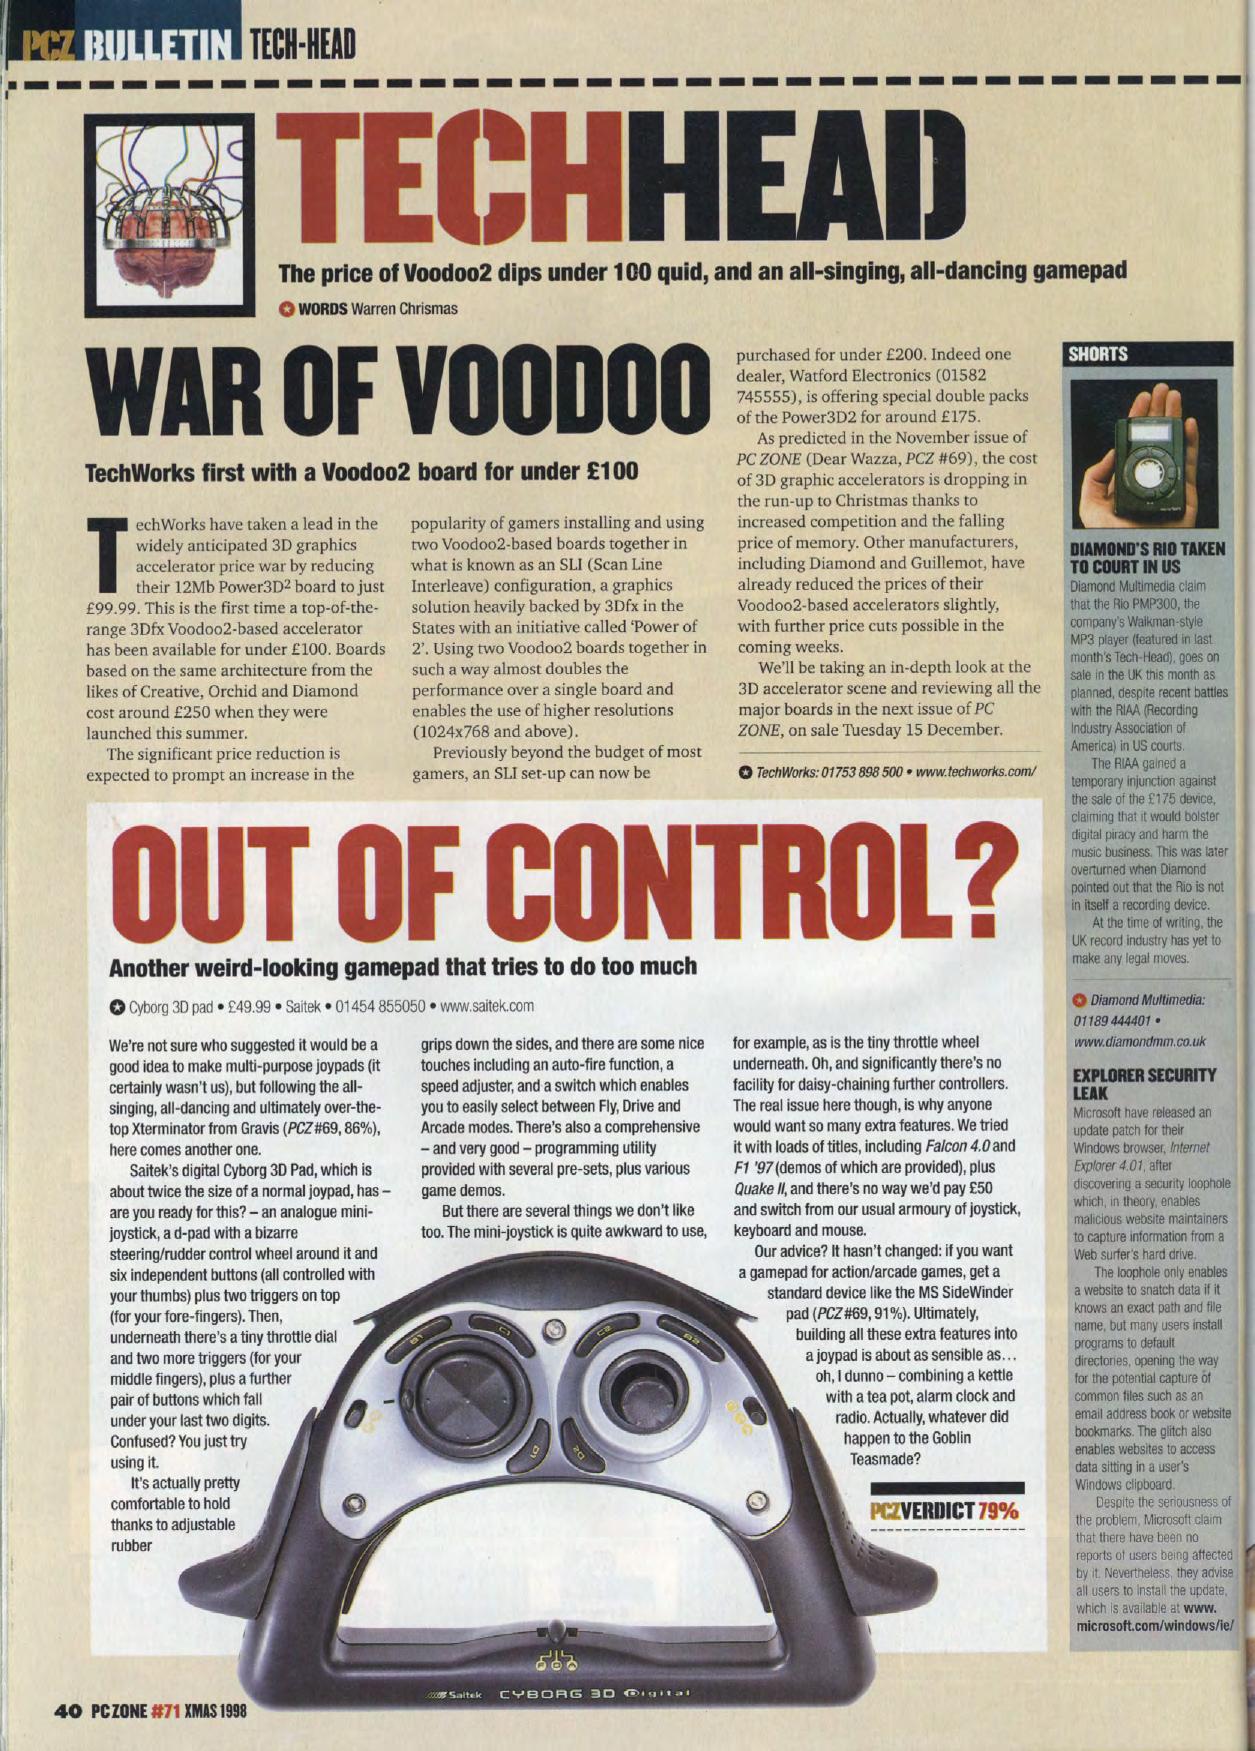 PCZ BULLETIN TECH-HEAD
TECHHEAD
The price of Voodoo2 dips under 100 quid, and an all-singing, all-dancing gamepad
WORDS Warren Chrismas
WAR OF VOODOO
TechWorks first with a Voodoo2 board for under £100
TechWorks have taken a lead in the
widely anticipated 3D graphics
accelerator price war by reducing
their 12Mb Power3D2 board to just
£99.99. This is the first time a top-of-the-
range 3Dfx Voodoo2-based accelerator
has been available for under £100. Boards
based on the same architecture from the
likes of Creative, Orchid and Diamond
cost around £250 when they were
launched this summer.
The significant price reduction is
expected to prompt an increase in the
popularity of gamers installing and using
two Voodoo2-based boards together in
what is known as an SLI (Scan Line
Interleave) configuration, a graphics
solution heavily backed by 3Dfx in the
States with an initiative called 'Power of
2'. Using two Voodoo2 boards together in
such a way almost doubles the
performance over a single board and
enables the use of higher resolutions
(1024x768 and above).
Previously beyond the budget of most
gamers, an SLI set-up can now be
purchased for under £200. Indeed one
dealer, Watford Electronics (01582
745555), is offering special double packs
of the Power3D2 for around £175.
As predicted in the November issue of
PC ZONE (Dear Wazza, PCZ #69), the cost
of 3D graphic accelerators is dropping in
the run-up to Christmas thanks to
increased competition and the falling
price of memory. Other manufacturers,
including Diamond and Guillemot, have
already reduced the prices of their
Voodoo2-based accelerators slightly,
with further price cuts possible in the
coming weeks.
We'll be taking an in-depth look at the
3D accelerator scene and reviewing all the
major boards in the next issue of PC
ZONE, on sale Tuesday 15 December.
TechWorks: 01753 898 500 • www.techworks.com/
OUT OF CONTROL?
Another weird-looking gamepad that tries to do too much
Cyborg 3D pad • £49.99 • Saitek • 01454 855050 • www.saitek.com
We're not sure who suggested it would be a
good idea to make multi-purpose joypads (it
certainly wasn't us), but following the all-
singing, all-dancing and ultimately over-the-
top Xterminator from Gravis (PCZ #69, 86%),
here comes another one.
Saitek's digital Cyborg 3D Pad, which is
about twice the size of a normal joypad, has –
are you ready for this? – an analogue mini-
joystick, a d-pad with a bizarre
steering/rudder control wheel around it and
six independent buttons (all controlled with
your thumbs) plus two triggers on top
(for your fore-fingers). Then,
underneath there's a tiny throttle dial
and two more triggers (for your
middle fingers), plus a further
pair of buttons which fall
under your last two digits.
Confused? You just try
using it.
It's actually pretty
comfortable to hold
thanks to adjustable
rubber
grips down the sides, and there are some nice
touches including an auto-fire function, a
speed adjuster, and a switch which enables
you to easily select between Fly, Drive and
Arcade modes. There's also a comprehensive
– and very good – programming utility
provided with several pre-sets, plus various
game demos.
But there are several things we don't like
too. The mini-joystick is quite awkward to use,
for example, as is the tiny throttle wheel
underneath. Oh, and significantly there's no
facility for daisy-chaining further controllers.
The real issue here though, is why anyone
would want so many extra features. We tried
it with loads of titles, including Falcon 4.0 and
F1 '97 (demos of which are provided), plus
Quake II, and there's no way we'd pay £50
and switch from our usual armoury of joystick,
keyboard and mouse.
Our advice? It hasn't changed: if you want
a gamepad for action/arcade games, get a
standard device like the MS SideWinder
pad (PCZ #69, 91%). Ultimately,
building all these extra features into
a joypad is about as sensible as...
oh, I dunno – combining a kettle
with a tea pot, alarm clock and
radio. Actually, whatever did
happen to the Goblin
Teasmade?
PCZ VERDICT 79%
B1
C1
C2
B2
D1
D2
Saitek CYBORG 3D Digital
SHORTS
DIAMOND'S RIO TAKEN
TO COURT IN US
Diamond Multimedia claim
that the Rio PMP300, the
company's Walkman-style
MP3 player (featured in last
month's Tech-Head), goes on
sale in the UK this month as
planned, despite recent battles
with the RIAA (Recording
Industry Association of
America) in US courts.
The RIAA gained a
temporary injunction against
the sale of the £175 device,
claiming that it would bolster
digital piracy and harm the
music business. This was later
overturned when Diamond
pointed out that the Rio is not
in itself a recording device.
At the time of writing, the
UK record industry has yet to
make any legal moves.
Diamond Multimedia:
01189 444401 •
www.diamondmm.co.uk
EXPLORER SECURITY
LEAK
Microsoft have released an
update patch for their
Windows browser, Internet
Explorer 4.01, after
discovering a security loophole
which, in theory, enables
malicious website maintainers
to capture information from a
Web surfer's hard drive.
The loophole only enables
a website to snatch data if it
knows an exact path and file
name, but many users install
programs to default
directories, opening the way
for the potential capture of
common files such as an
email address book or website
bookmarks. The glitch also
enables websites to access
data sitting in a user's
Windows clipboard.
Despite the seriousness of
the problem, Microsoft claim
that there have been no
reports of users being affected
by it. Nevertheless, they advise
all users to install the update,
which is available at www.
microsoft.com/windows/ie/
40 PC ZONE #71 XMAS 1998